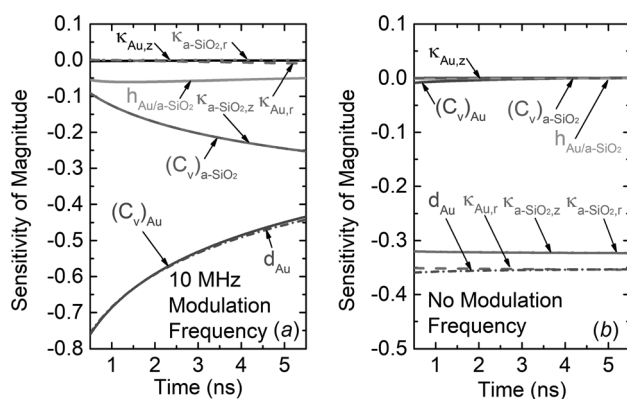 0.1
0.0
-0.1
-0.2
-0.3
-0.4
-0.5
-0.6
-0.7
-0.8
Sensitivity of Magnitude
κAu,z
κa-SiO₂,r
hAu/a-SiO₂
κa-SiO₂,z
κAu,r
(Cv)a-SiO₂
(Cv)Au
dAu
10 MHz
Modulation
Frequency (a)
1 2 3 4 5
Time (ns)
0.1
0.0
-0.1
-0.2
-0.3
-0.4
-0.5
Sensitivity of Magnitude
κAu,z
(Cv)Au
(Cv)a-SiO₂
hAu/a-SiO₂
dAu
κAu,r
κa-SiO₂,z
κa-SiO₂,r
No Modulation
Frequency (b)
1 2 3 4 5
Time (ns)